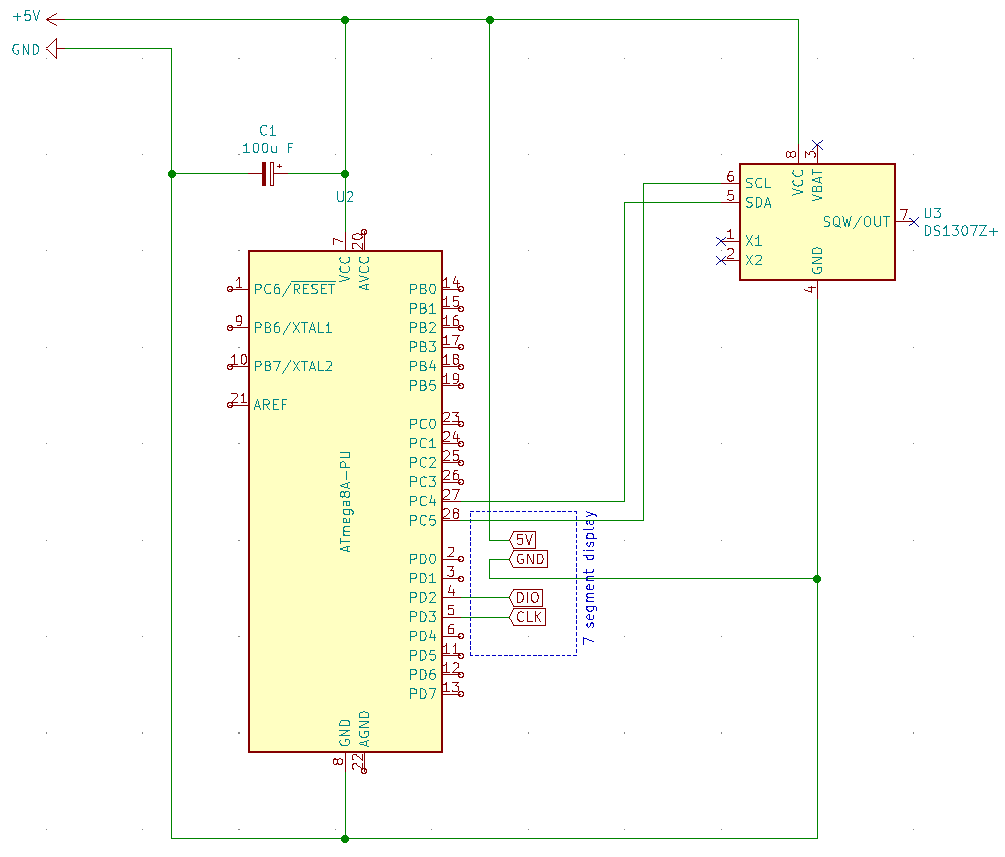 +5V
GND
C1
100u F
+
U2
7
VCC
20
AVCC
1
PC6/RESET
9
PB6/XTAL1
10
PB7/XTAL2
21
AREF
ATmega8A-PU
PB0
14
PB1
15
PB2
16
PB3
17
PB4
18
PB5
19
PC0
23
PC1
24
PC2
25
PC3
26
PC4
27
PC5
28
PD0
2
PD1
3
PD2
4
PD3
5
PD4
6
PD5
11
PD6
12
PD7
13
GND
8
AGND
22
5V
GND
DIO
CLK
7 segment display
8
VCC
3
VBAT
6
SCL
5
SDA
1
X1
2
X2
SQW/OUT
7
GND
4
U3
DS1307Z+